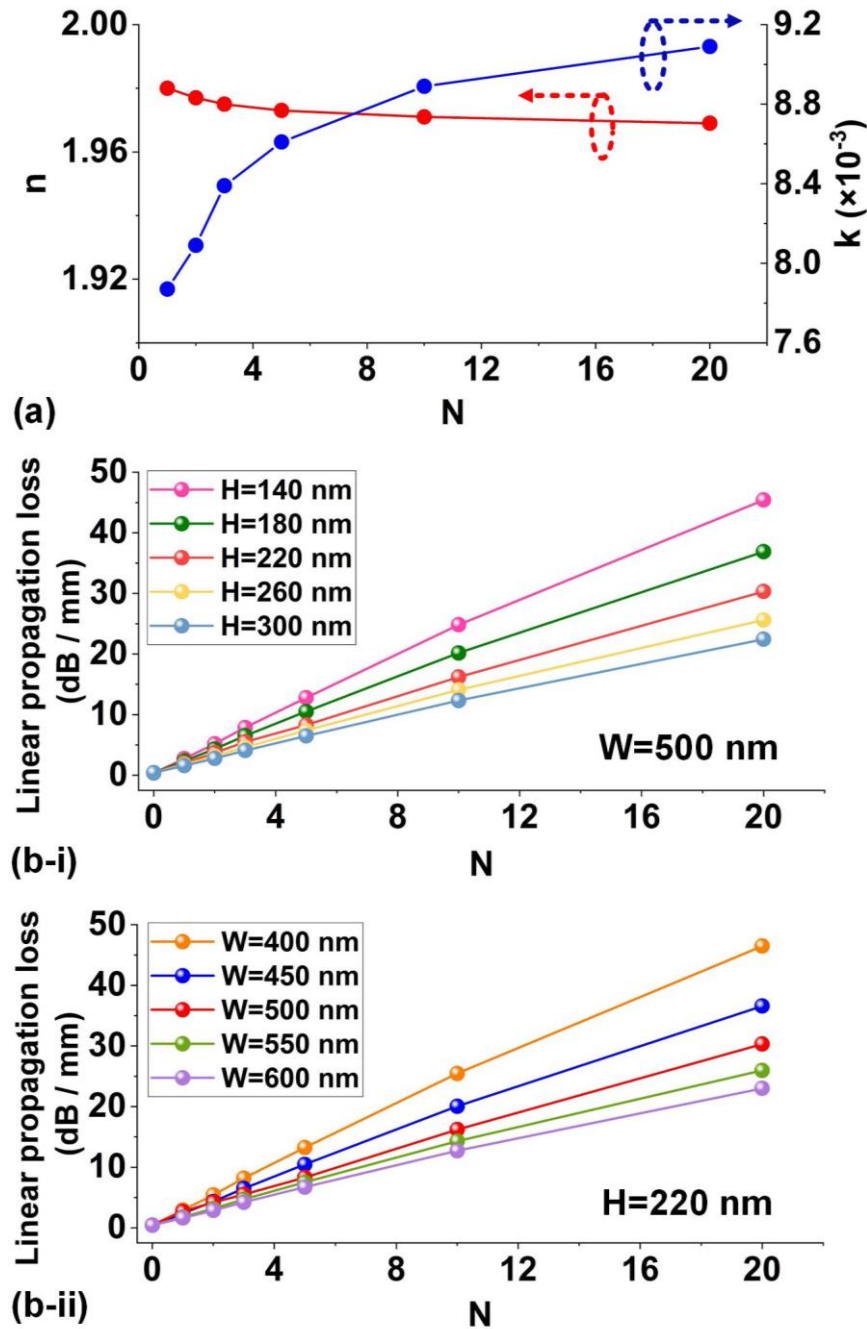 2.00
1.96
1.92
n
9.2
8.8
8.4
8.0
7.6
k (×10⁻³)
0 4 8 12 16 20
N
(a)
Linear propagation loss
(dB / mm)
50
40
30
20
10
0
H=140 nm
H=180 nm
H=220 nm
H=260 nm
H=300 nm
W=500 nm
0 4 8 12 16 20
N
(b-i)
Linear propagation loss
(dB / mm)
50
40
30
20
10
0
W=400 nm
W=450 nm
W=500 nm
W=550 nm
W=600 nm
H=220 nm
0 4 8 12 16 20
N
(b-ii)